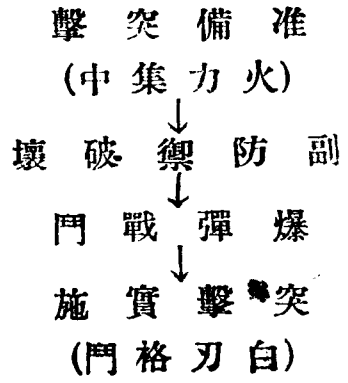 准備突擊
(火力集中)
↓
副防禦破壞
↓
爆彈戰鬥
↓
突擊實施
(白刃格鬥)